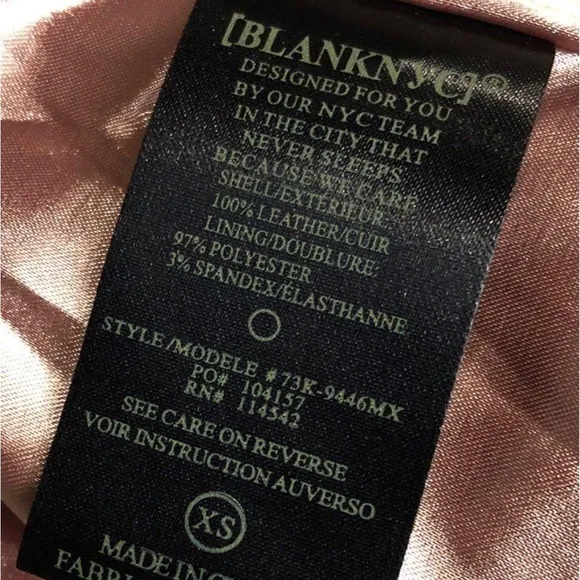 [BLANKNYC]®
DESIGNED FOR YOU
BY OUR NYC TEAM
IN THE CITY THAT
NEVER SLEEPS
BECAUSE WE CARE
SHELL/EXTÉRIEUR
100% LEATHER/CUIR
LINING/DOUBLURE:
97% POLYESTER
3% SPANDEX/ÉLASTHANNE
STYLE/MODELE #73K-9446MX
PO# 104157
RN# 114542
SEE CARE ON REVERSE
VOIR INSTRUCTION AUVERSO
XS
MADE IN